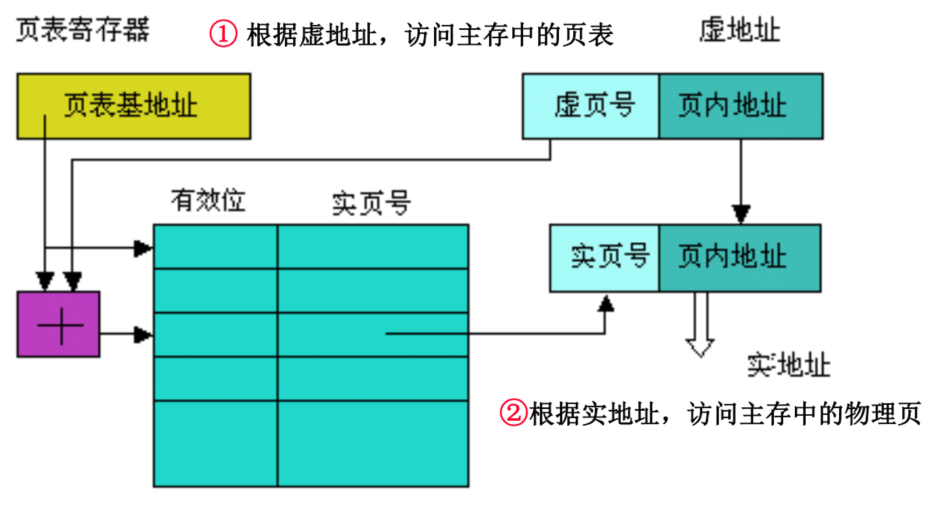 页表寄存器
① 根据虚地址，访问主存中的页表
虚地址
页表基地址
虚页号
页内地址
有效位
实页号
实页号
页内地址
+
实地址
②根据实地址，访问主存中的物理页